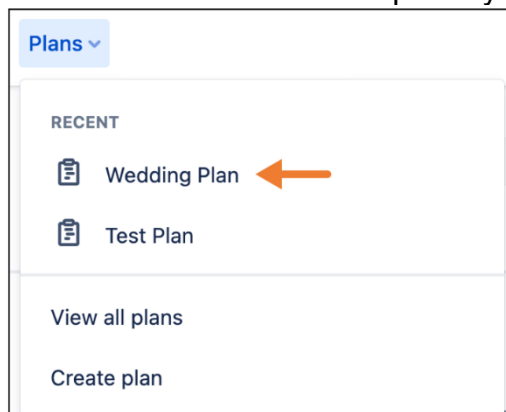 Plans
RECENT
Wedding Plan
Test Plan
View all plans
Create plan